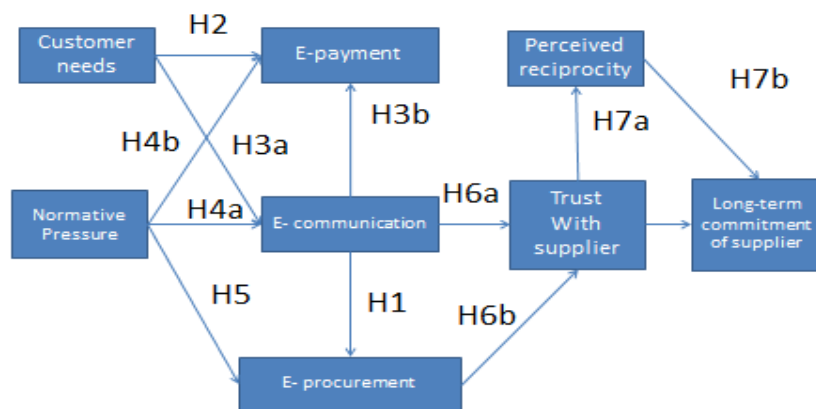 H2
Customer
needs
E-payment
Perceived
reciprocity
H7b
H4b
H3a
H3b
H7a
Normative
Pressure
H4a
E- communication
H6a
Trust
With
supplier
Long-term
commitment
of supplier
H5
H1
H6b
E- procurement